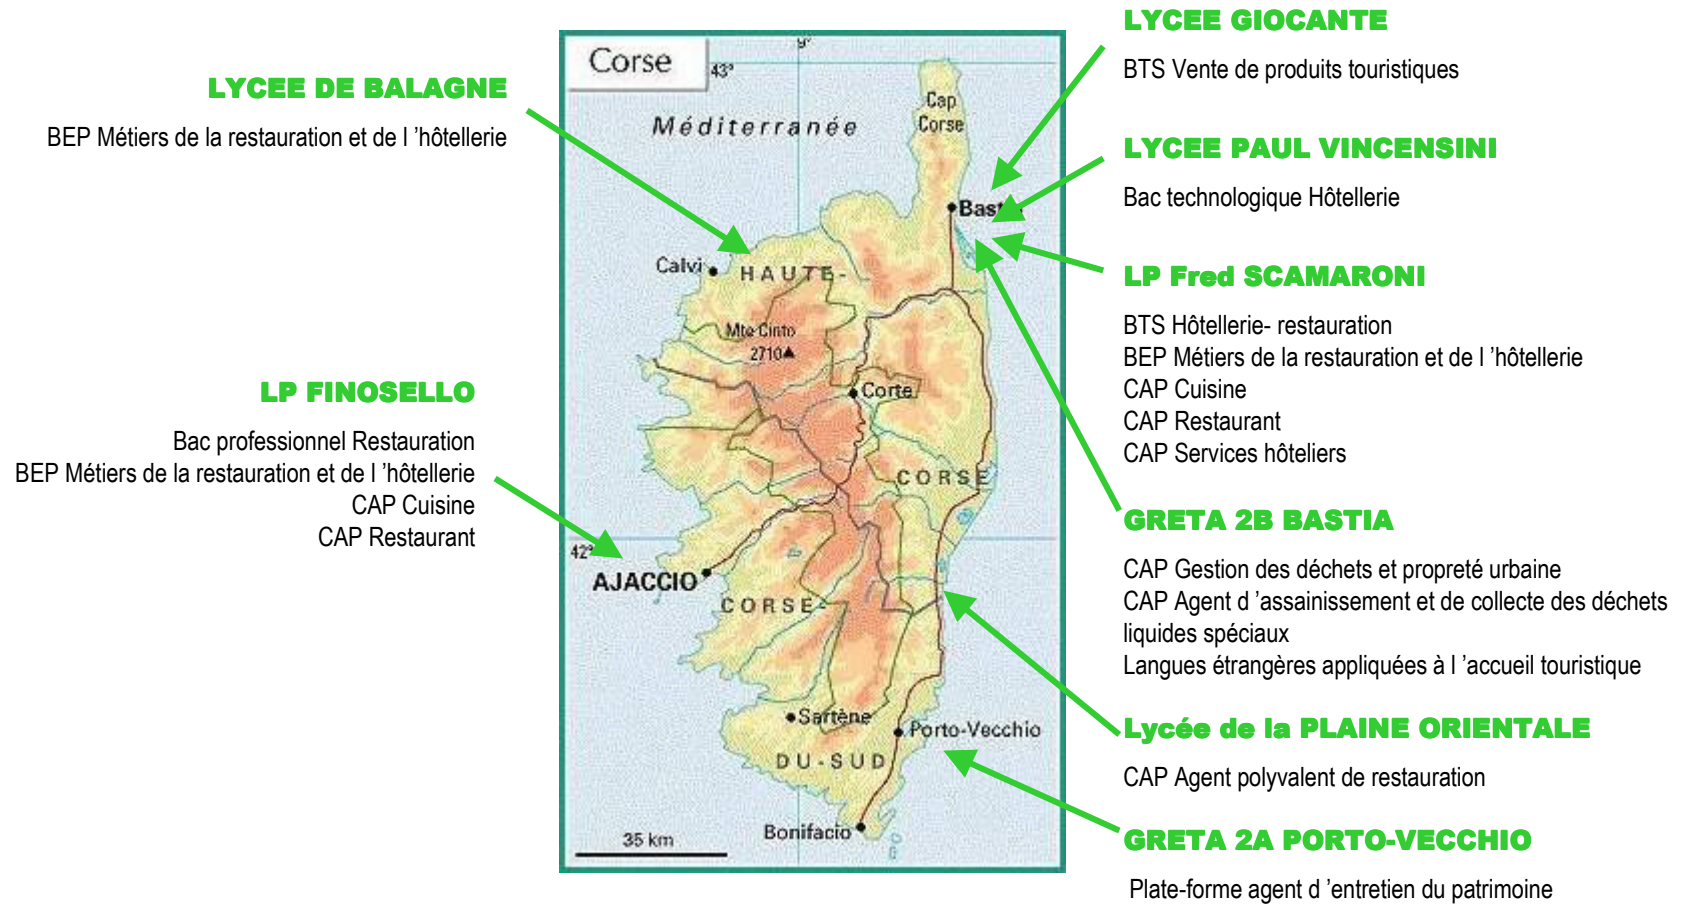 LYCEE DE BALAGNE
BEP Métiers de la restauration et de l ’hôtellerie
LP FINOSELLO
Bac professionnel Restauration
BEP Métiers de la restauration et de l ’hôtellerie
CAP Cuisine
CAP Restaurant
Corse
9°
43°
Méditerranée
Cap
Corse
Bastia
Calvi
HAUTE-
Mte Cinto
2710
Corte
CORSE
42°
AJACCIO
CORSE-
Sartène
Porto-Vecchio
DU-SUD
Bonifacio
35 km
LYCEE GIOCANTE
BTS Vente de produits touristiques
LYCEE PAUL VINCENSINI
Bac technologique Hôtellerie
LP Fred SCAMARONI
BTS Hôtellerie- restauration
BEP Métiers de la restauration et de l ’hôtellerie
CAP Cuisine
CAP Restaurant
CAP Services hôteliers
GRETA 2B BASTIA
CAP Gestion des déchets et propreté urbaine
CAP Agent d ’assainissement et de collecte des déchets
liquides spéciaux
Langues étrangères appliquées à l ’accueil touristique
Lycée de la PLAINE ORIENTALE
CAP Agent polyvalent de restauration
GRETA 2A PORTO-VECCHIO
Plate-forme agent d ’entretien du patrimoine